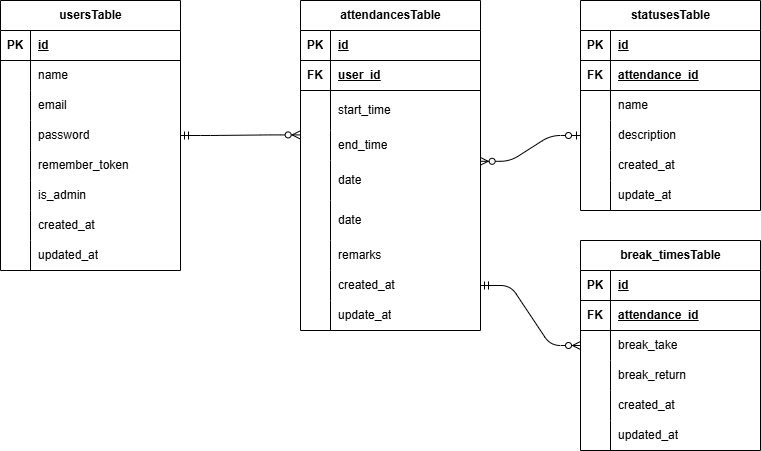 usersTable
PK id
name
email
password
remember_token
is_admin
created_at
updated_at
attendancesTable
PK id
FK user_id
start_time
end_time
date
date
remarks
created_at
update_at
statusesTable
PK id
FK attendance_id
name
description
created_at
update_at
break_timesTable
PK id
FK attendance_id
break_take
break_return
created_at
updated_at